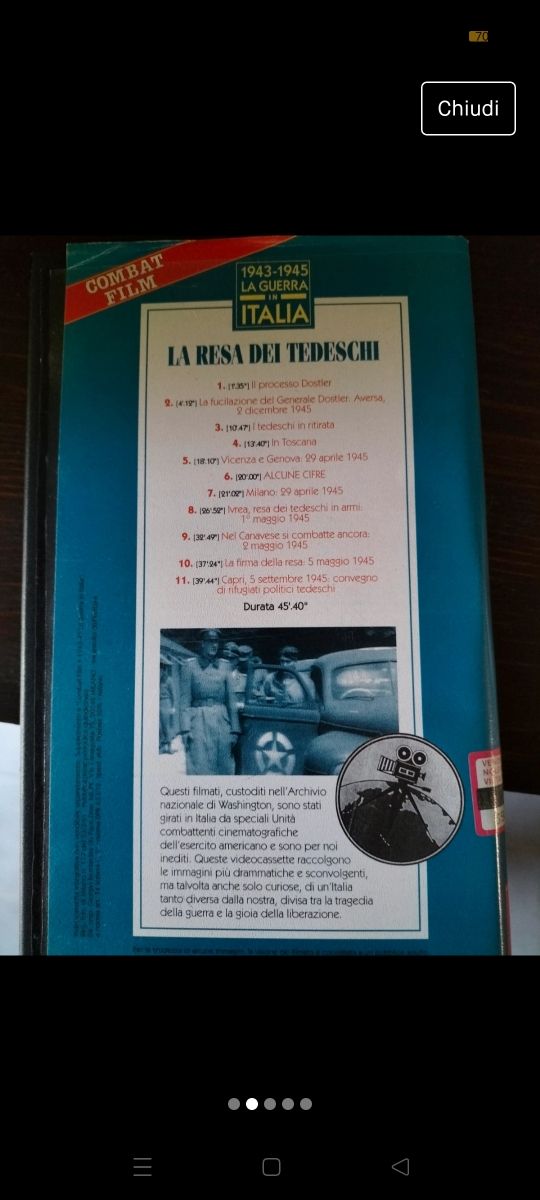 70
Chiudi
COMBAT
FILM
1943-1945
LA GUERRA
IN
ITALIA
LA RESA DEI TEDESCHI
1. [1'.35"] Il processo Dostler
2. [4'.12"] La fucilazione del Generale Dostler: Aversa,
2 dicembre 1945
3. [10'.47"] I tedeschi in ritirata
4. [13'.40"] In Toscana
5. [18'.10"] Vicenza e Genova: 29 aprile 1945
6. [20'.00"] ALCUNE CIFRE
7. [21'.02"] Milano: 29 aprile 1945
8. [26'.52"] Ivrea, resa dei tedeschi in armi:
1° maggio 1945
9. [32'.49"] Nel Canavese si combatte ancora:
2 maggio 1945
10. [37'.24"] La firma della resa: 5 maggio 1945
11. [39'.44"] Capri, 5 settembre 1945: convegno
di rifugiati politici tedeschi
Durata 45'.40"
Questi filmati, custoditi nell'Archivio
nazionale di Washington, sono stati
girati in Italia da speciali Unità
combattenti cinematografiche
dell'esercito americano e sono per noi
inediti. Queste videocassette raccolgono
le immagini più drammatiche e sconvolgenti,
ma talvolta anche solo curiose, di un'Italia
tanto diversa dalla nostra, divisa tra la tragedia
della guerra e la gioia della liberazione.